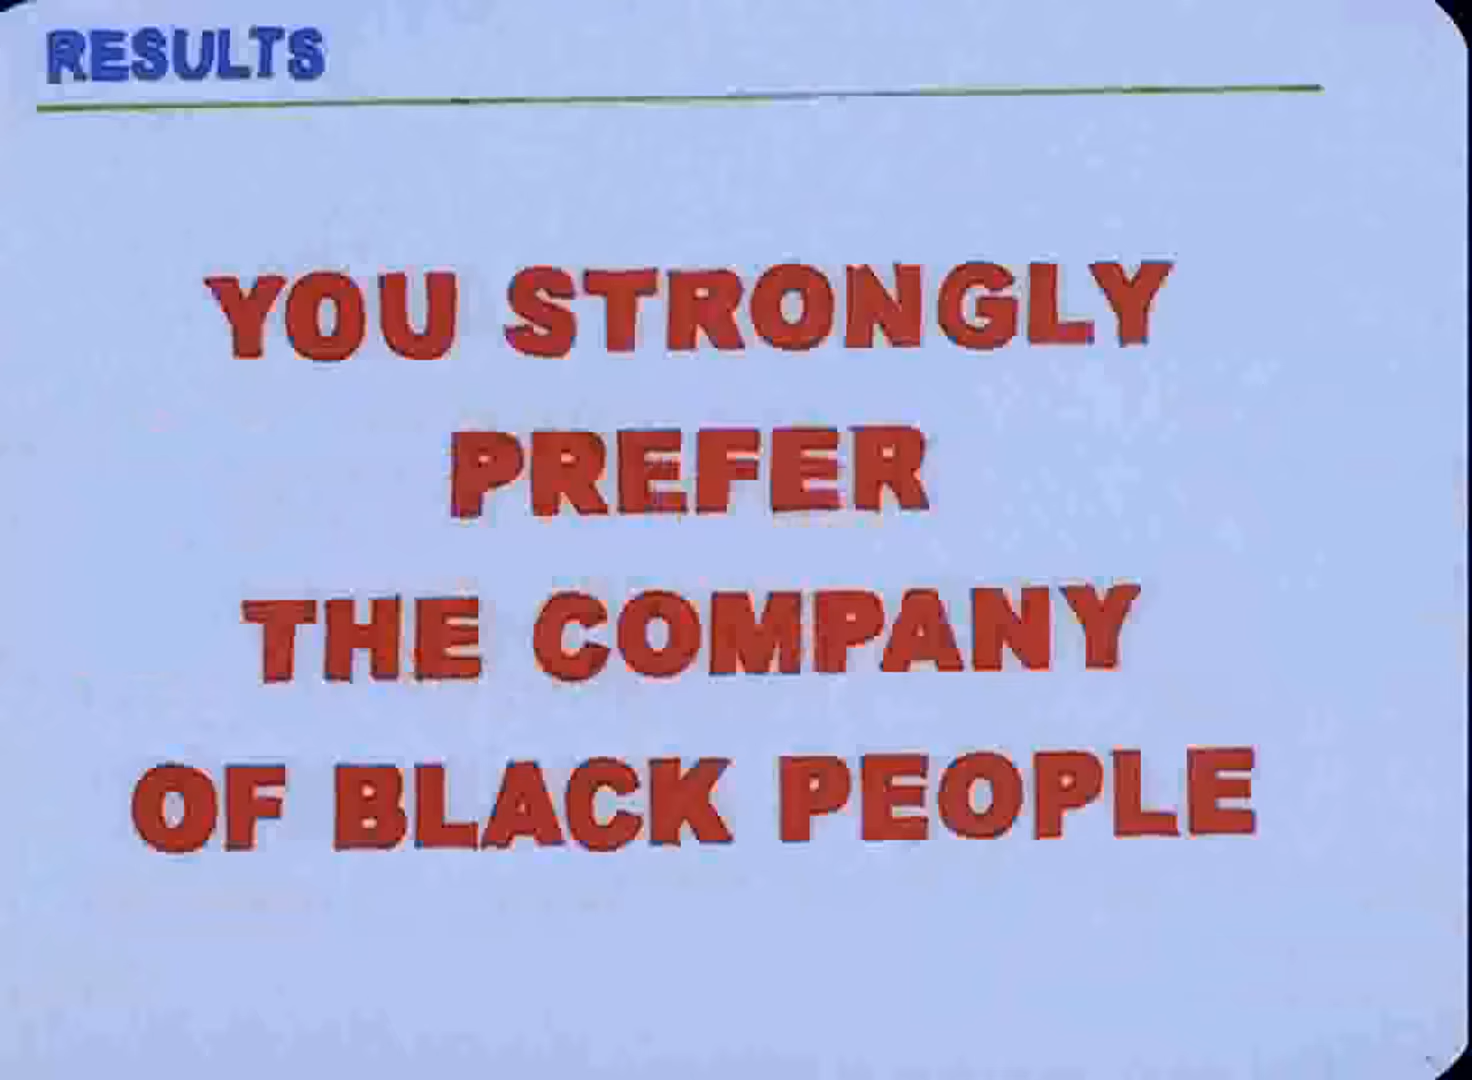 RESULTS
YOU STRONGLY
PREFER
THE COMPANY
OF BLACK PEOPLE